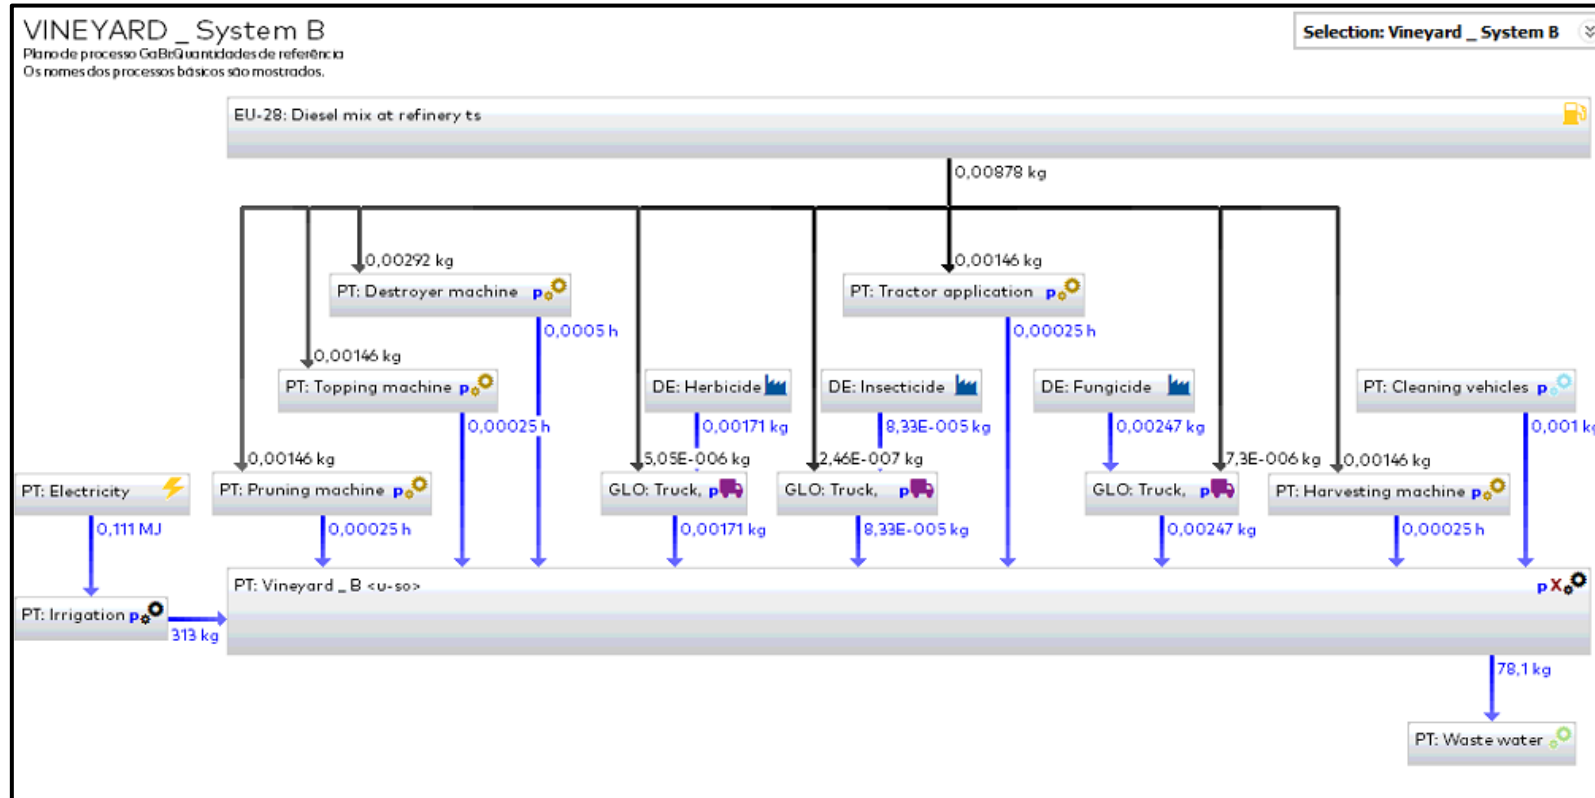 VINEYARD _ System B
Plano de processo GaBi:Quantidades de referência
Os nomes dos processos básicos são mostrados.
Selection: Vineyard _ System B
EU-28: Diesel mix at refinery ts
0,00878 kg
0,00292 kg
0,00146 kg
PT: Destroyer machine p
PT: Tractor application p
0,0005 h
0,00025 h
0,00146 kg
PT: Topping machine p
DE: Herbicide
DE: Insecticide
DE: Fungicide
PT: Cleaning vehicles p
0,00025 h
0,00171 kg
8,33E-005 kg
0,00247 kg
0,001 kg
0,00146 kg
5,05E-006 kg
2,46E-007 kg
7,3E-006 kg
0,00146 kg
PT: Electricity
PT: Pruning machine p
GLO: Truck, p
GLO: Truck, p
GLO: Truck, p
PT: Harvesting machine p
0,111 MJ
0,00025 h
0,00171 kg
8,33E-005 kg
0,00247 kg
0,00025 h
PT: Vineyard _ B <u-so>
p X
PT: Irrigation p
313 kg
78,1 kg
PT: Waste water